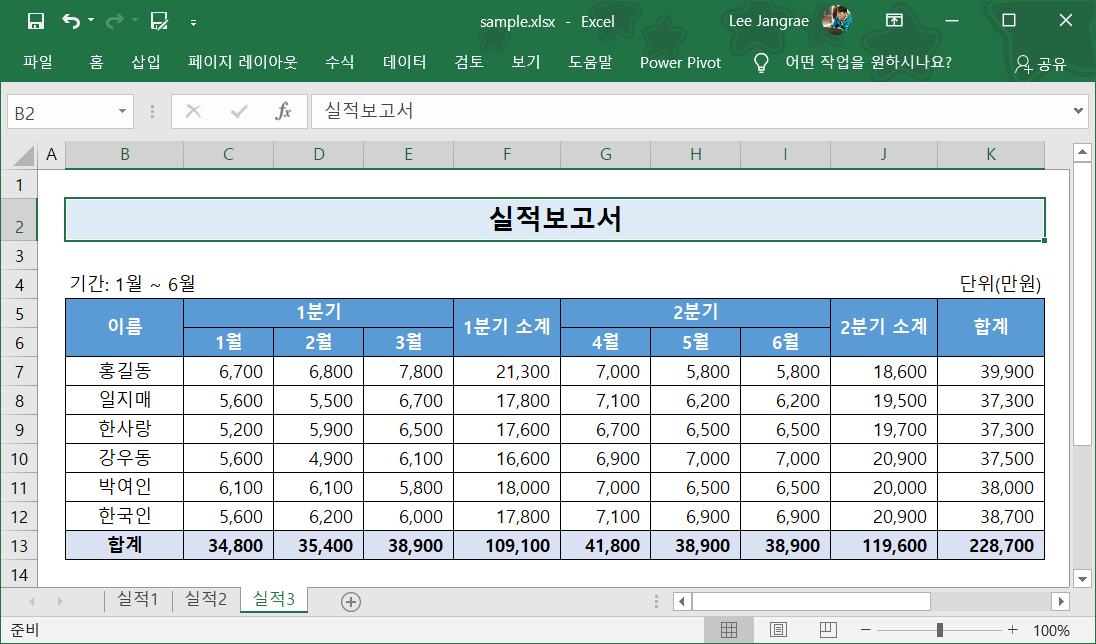 sample.xlsx - Excel Lee Jangrae
파일 홈 삽입 페이지 레이아웃 수식 데이터 검토 보기 도움말 Power Pivot 어떤 작업을 원하시나요? 공유
B2 fx 실적보고서
A B C D E F G H I J K
1
2 실적보고서
3
4 기간: 1월 ~ 6월 단위(만원)
5 이름 1분기 1분기 소계 2분기 2분기 소계 합계
6 1월 2월 3월 4월 5월 6월
7 홍길동 6,700 6,800 7,800 21,300 7,000 5,800 5,800 18,600 39,900
8 일지매 5,600 5,500 6,700 17,800 7,100 6,200 6,200 19,500 37,300
9 한사랑 5,200 5,900 6,500 17,600 6,700 6,500 6,500 19,700 37,300
10 강우동 5,600 4,900 6,100 16,600 6,900 7,000 7,000 20,900 37,500
11 박여인 6,100 6,100 5,800 18,000 7,000 6,500 6,500 20,000 38,000
12 한국인 5,600 6,200 6,000 17,800 7,100 6,900 6,900 20,900 38,700
13 합계 34,800 35,400 38,900 109,100 41,800 38,900 38,900 119,600 228,700
14
실적1 실적2 실적3
준비 100%